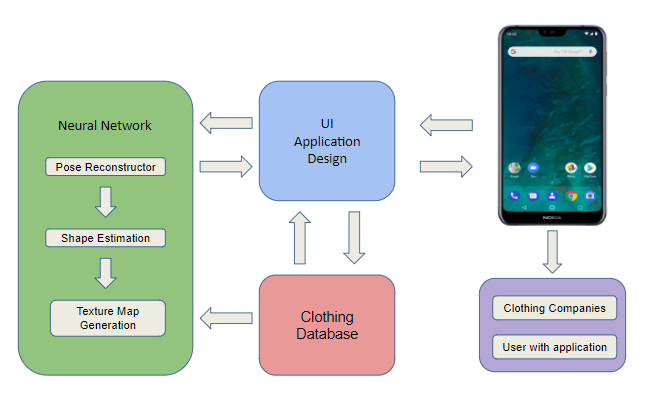 Neural Network
Pose Reconstructor
Shape Estimation
Texture Map
Generation
UI
Application
Design
Clothing
Database
NOKIA
Clothing Companies
User with application